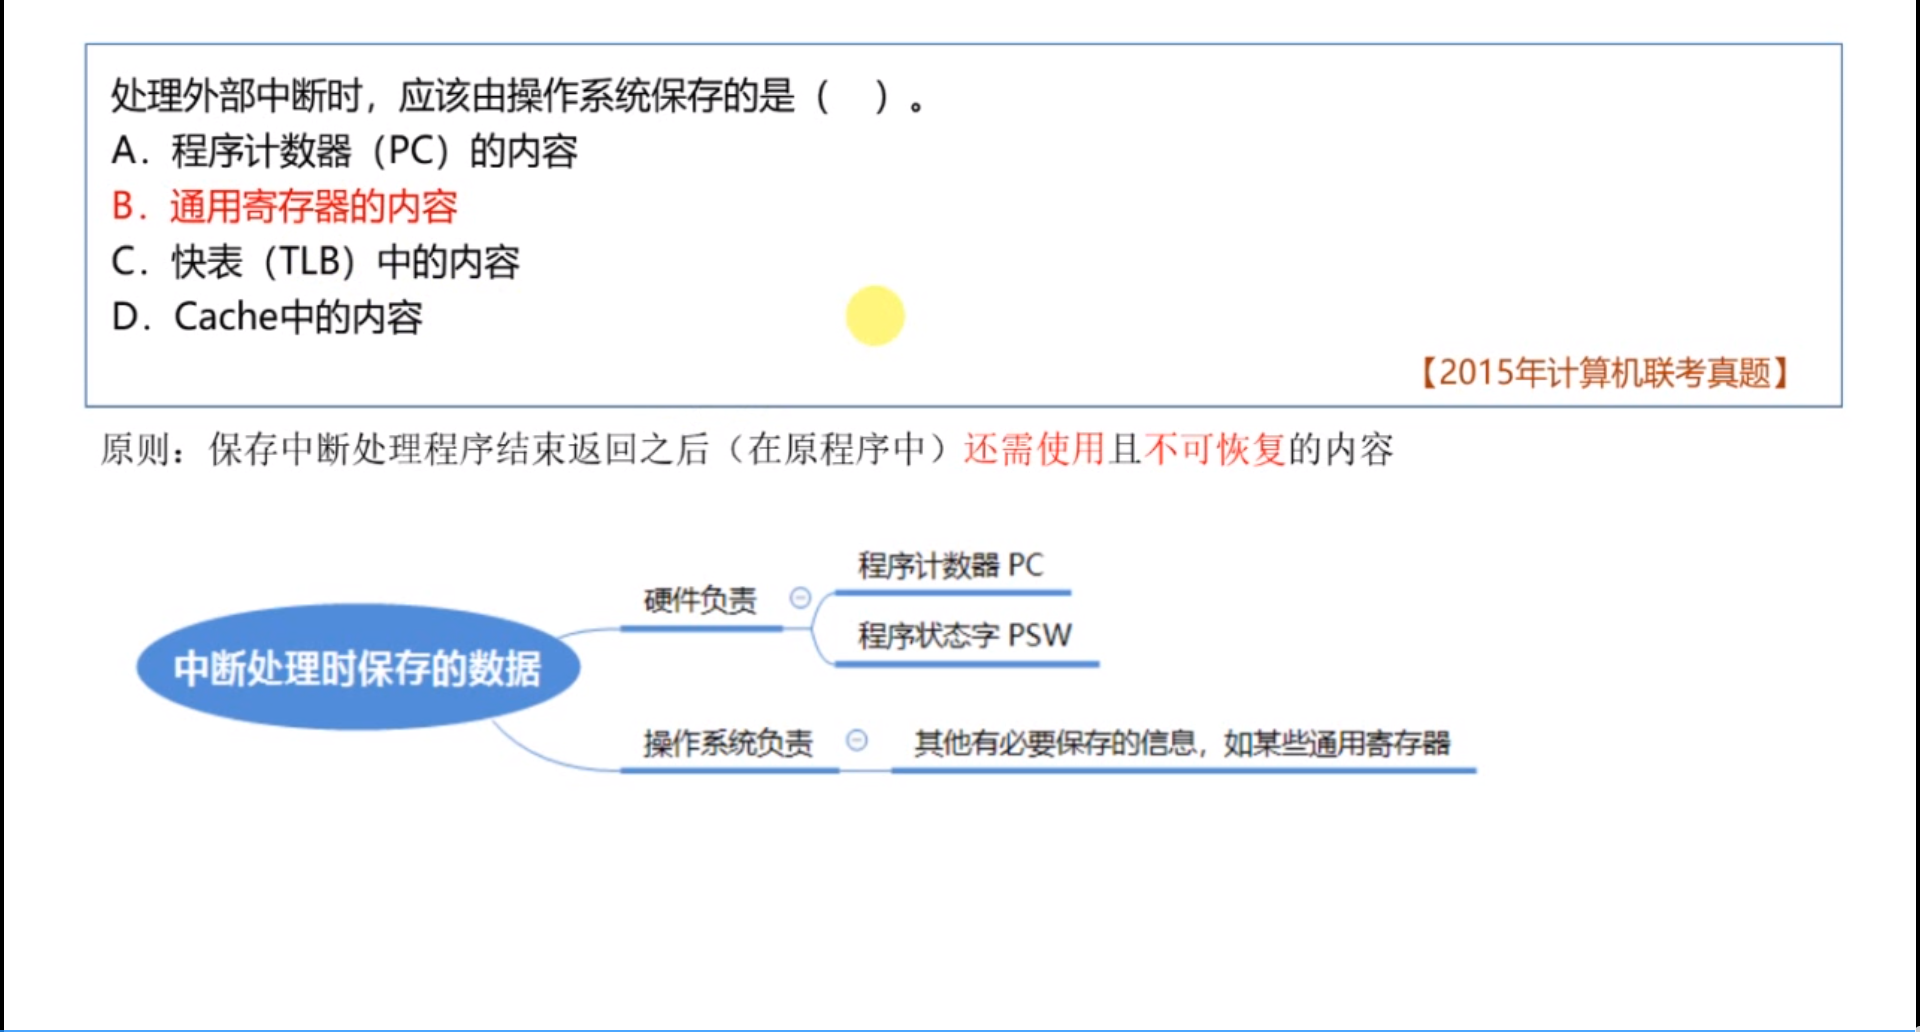 处理外部中断时，应该由操作系统保存的是（　）。
A．程序计数器（PC）的内容
B．通用寄存器的内容
C．快表（TLB）中的内容
D．Cache中的内容
【2015年计算机联考真题】
原则：保存中断处理程序结束返回之后（在原程序中）还需使用且不可恢复的内容
中断处理时保存的数据
硬件负责
程序计数器 PC
程序状态字 PSW
操作系统负责
其他有必要保存的信息，如某些通用寄存器